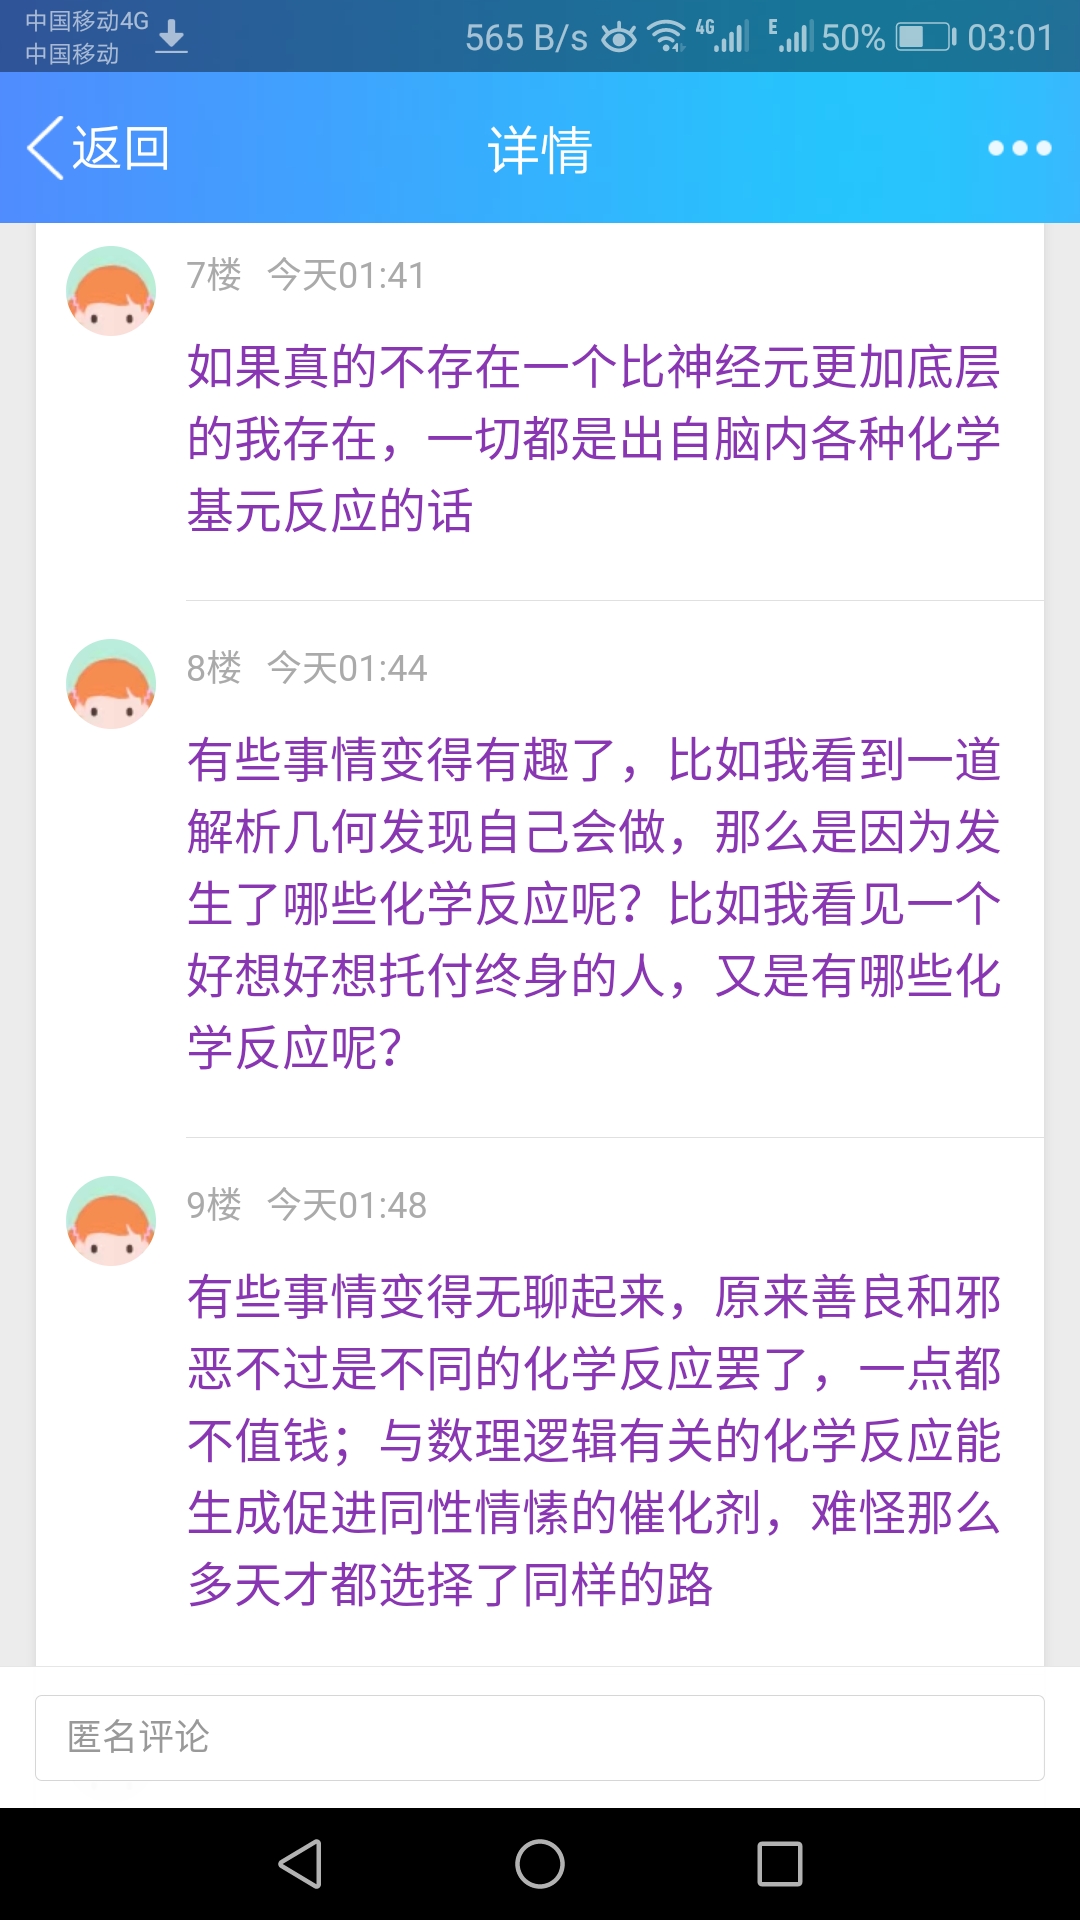 中国移动4G
中国移动
565 B/s
4G
E
50%
03:01
返回
详情
7楼 今天01:41
如果真的不存在一个比神经元更加底层
的我存在，一切都是出自脑内各种化学
基元反应的话
8楼 今天01:44
有些事情变得有趣了，比如我看到一道
解析几何发现自己会做，那么是因为发
生了哪些化学反应呢？比如我看见一个
好想好想托付终身的人，又是有哪些化
学反应呢？
9楼 今天01:48
有些事情变得无聊起来，原来善良和邪
恶不过是不同的化学反应罢了，一点都
不值钱；与数理逻辑有关的化学反应能
生成促进同性情愫的催化剂，难怪那么
多天才都选择了同样的路
匿名评论